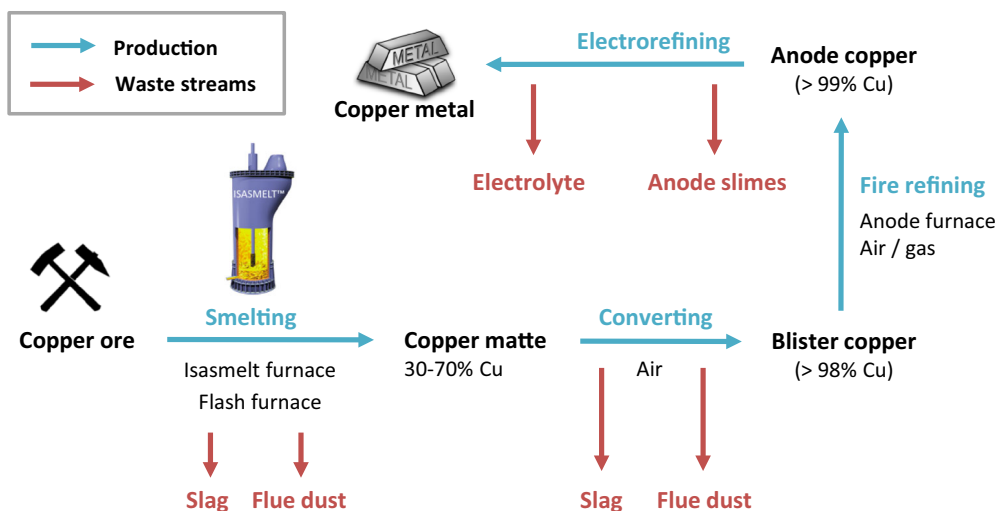 Production
Waste streams
METAL
METAL
Copper metal
Electrorefining
Anode copper
(> 99% Cu)
Electrolyte
Anode slimes
ISASMELT™
Fire refining
Anode furnace
Air / gas
Copper ore
Smelting
Isasmelt furnace
Flash furnace
Copper matte
30-70% Cu
Converting
Air
Blister copper
(> 98% Cu)
Slag
Flue dust
Slag
Flue dust